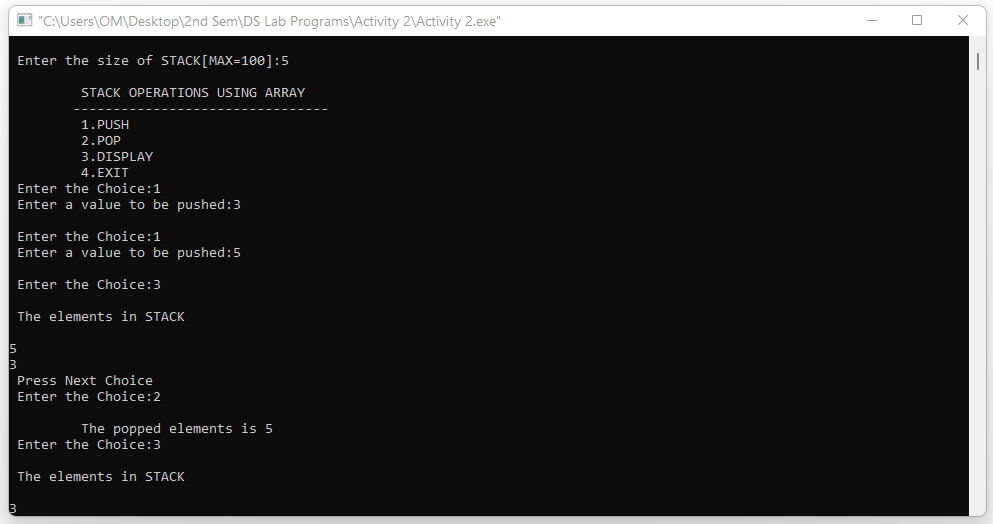 "C:\Users\OM\Desktop\2nd Sem\DS Lab Programs\Activity 2\Activity 2.exe"
Enter the size of STACK[MAX=100]:5
STACK OPERATIONS USING ARRAY
--------------------------------
1.PUSH
2.POP
3.DISPLAY
4.EXIT
Enter the Choice:1
Enter a value to be pushed:3
Enter the Choice:1
Enter a value to be pushed:5
Enter the Choice:3
The elements in STACK
5
3
Press Next Choice
Enter the Choice:2
The popped elements is 5
Enter the Choice:3
The elements in STACK
3